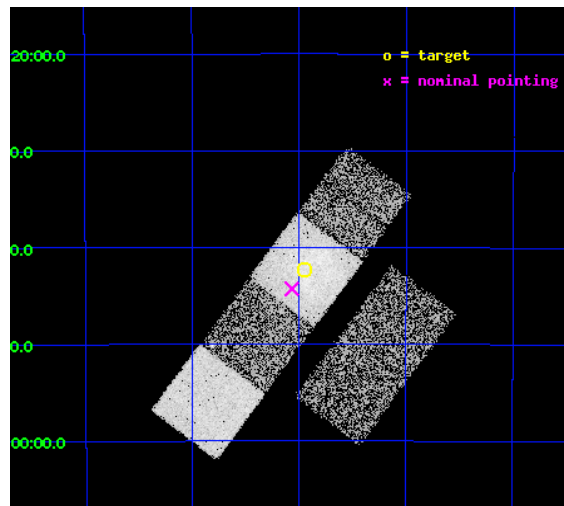 20:00.0
o = target
x = nominal pointing
0.0
0.0
0.0
00:00.0